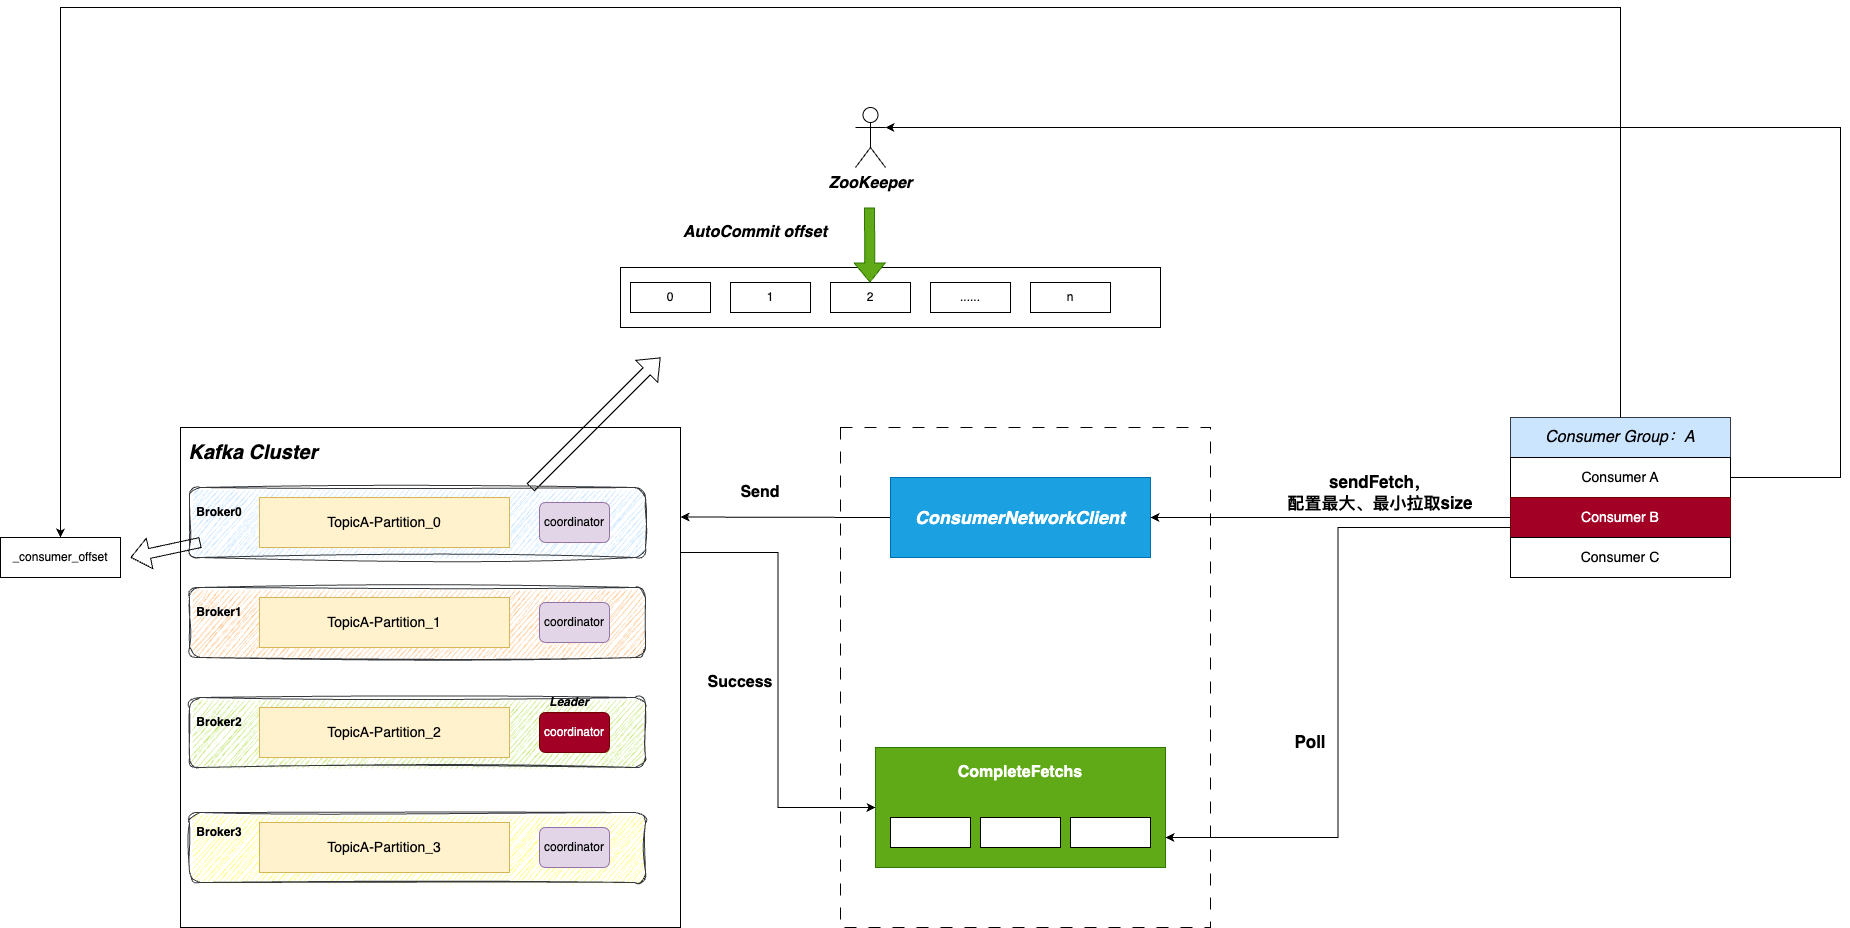 ZooKeeper
AutoCommit offset
0
1
2
......
n
Kafka Cluster
Broker0
TopicA-Partition_0
coordinator
_consumer_offset
Broker1
TopicA-Partition_1
coordinator
Broker2
TopicA-Partition_2
Leader
coordinator
Broker3
TopicA-Partition_3
coordinator
Send
Success
ConsumerNetworkClient
CompleteFetchs
sendFetch，
配置最大、最小拉取size
Poll
Consumer Group：A
Consumer A
Consumer B
Consumer C